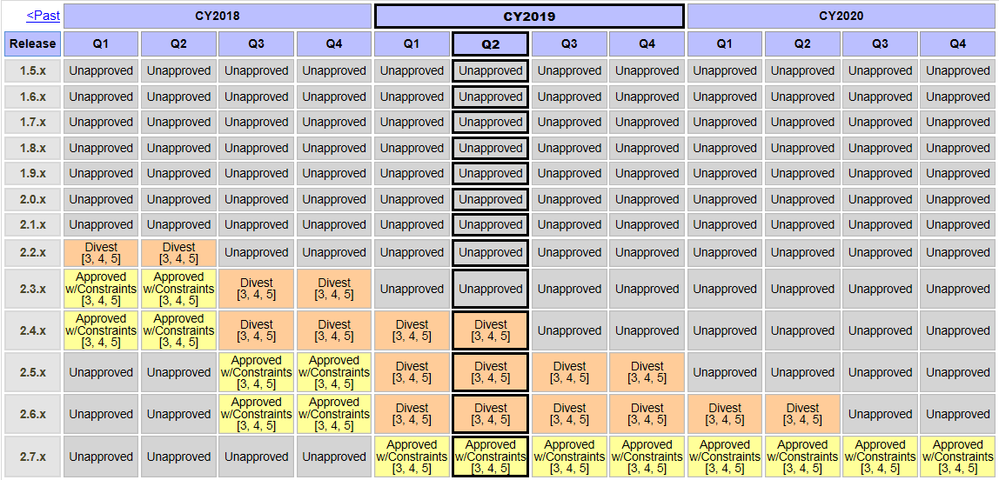 <Past CY2018 CY2019 CY2020
Release Q1 Q2 Q3 Q4 Q1 Q2 Q3 Q4 Q1 Q2 Q3 Q4
1.5.x Unapproved Unapproved Unapproved Unapproved Unapproved Unapproved Unapproved Unapproved Unapproved Unapproved Unapproved Unapproved
1.6.x Unapproved Unapproved Unapproved Unapproved Unapproved Unapproved Unapproved Unapproved Unapproved Unapproved Unapproved Unapproved
1.7.x Unapproved Unapproved Unapproved Unapproved Unapproved Unapproved Unapproved Unapproved Unapproved Unapproved Unapproved Unapproved
1.8.x Unapproved Unapproved Unapproved Unapproved Unapproved Unapproved Unapproved Unapproved Unapproved Unapproved Unapproved Unapproved
1.9.x Unapproved Unapproved Unapproved Unapproved Unapproved Unapproved Unapproved Unapproved Unapproved Unapproved Unapproved Unapproved
2.0.x Unapproved Unapproved Unapproved Unapproved Unapproved Unapproved Unapproved Unapproved Unapproved Unapproved Unapproved Unapproved
2.1.x Unapproved Unapproved Unapproved Unapproved Unapproved Unapproved Unapproved Unapproved Unapproved Unapproved Unapproved Unapproved
2.2.x Divest [3, 4, 5] Divest [3, 4, 5] Unapproved Unapproved Unapproved Unapproved Unapproved Unapproved Unapproved Unapproved Unapproved Unapproved
2.3.x Approved w/Constraints [3, 4, 5] Approved w/Constraints [3, 4, 5] Divest [3, 4, 5] Divest [3, 4, 5] Unapproved Unapproved Unapproved Unapproved Unapproved Unapproved Unapproved Unapproved
2.4.x Approved w/Constraints [3, 4, 5] Approved w/Constraints [3, 4, 5] Divest [3, 4, 5] Divest [3, 4, 5] Divest [3, 4, 5] Divest [3, 4, 5] Unapproved Unapproved Unapproved Unapproved Unapproved Unapproved
2.5.x Unapproved Unapproved Approved w/Constraints [3, 4, 5] Approved w/Constraints [3, 4, 5] Divest [3, 4, 5] Divest [3, 4, 5] Divest [3, 4, 5] Divest [3, 4, 5] Unapproved Unapproved Unapproved Unapproved
2.6.x Unapproved Unapproved Approved w/Constraints [3, 4, 5] Approved w/Constraints [3, 4, 5] Divest [3, 4, 5] Divest [3, 4, 5] Divest [3, 4, 5] Divest [3, 4, 5] Divest [3, 4, 5] Divest [3, 4, 5] Unapproved Unapproved
2.7.x Unapproved Unapproved Unapproved Unapproved Approved w/Constraints [3, 4, 5] Approved w/Constraints [3, 4, 5] Approved w/Constraints [3, 4, 5] Approved w/Constraints [3, 4, 5] Approved w/Constraints [3, 4, 5] Approved w/Constraints [3, 4, 5] Approved w/Constraints [3, 4, 5] Approved w/Constraints [3, 4, 5]